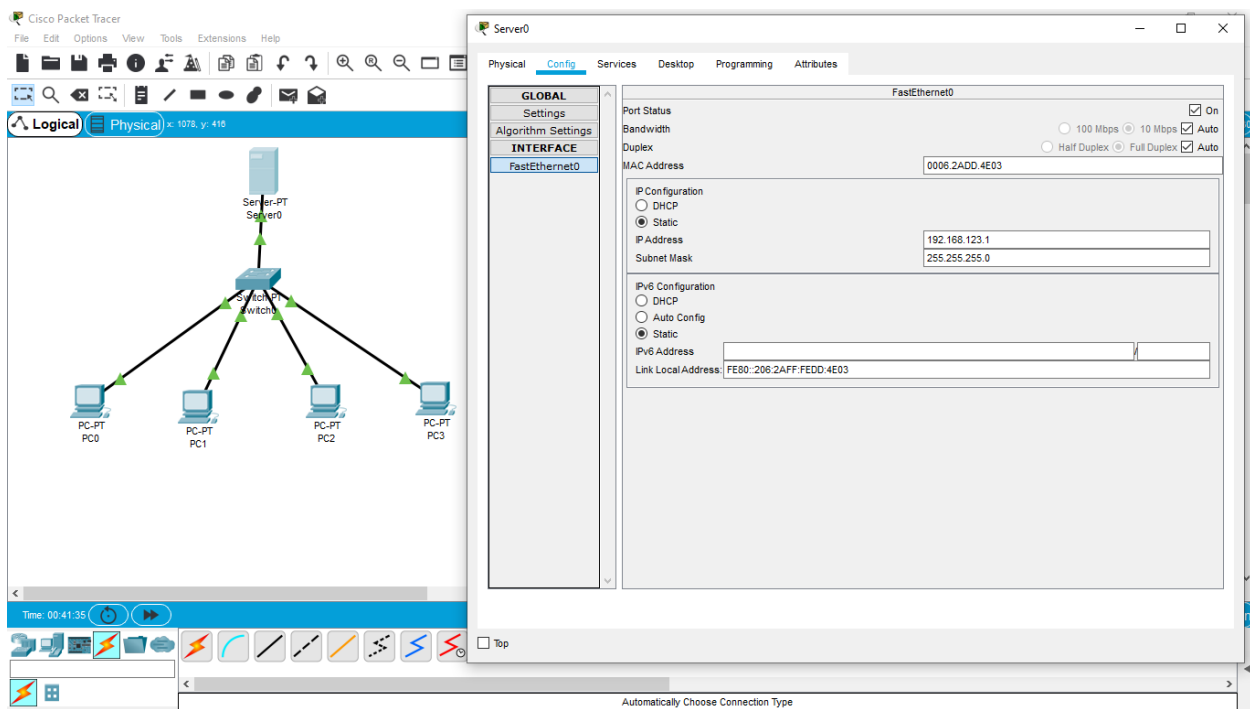 Cisco Packet Tracer
File Edit Options View Tools Extensions Help
Logical Physical x: 1078, y: 416
Server-PT
Server0
Switch-PT
Switch0
PC-PT
PC0
PC-PT
PC1
PC-PT
PC2
PC-PT
PC3
Time: 00:41:35
Automatically Choose Connection Type
Server0
Physical Config Services Desktop Programming Attributes
GLOBAL
Settings
Algorithm Settings
INTERFACE
FastEthernet0
FastEthernet0
Port Status On
Bandwidth 100 Mbps 10 Mbps Auto
Duplex Half Duplex Full Duplex Auto
MAC Address 0006.2ADD.4E03
IP Configuration
DHCP
Static
IP Address 192.168.123.1
Subnet Mask 255.255.255.0
IPv6 Configuration
DHCP
Auto Config
Static
IPv6 Address /
Link Local Address: FE80::206:2AFF:FEDD:4E03
Top